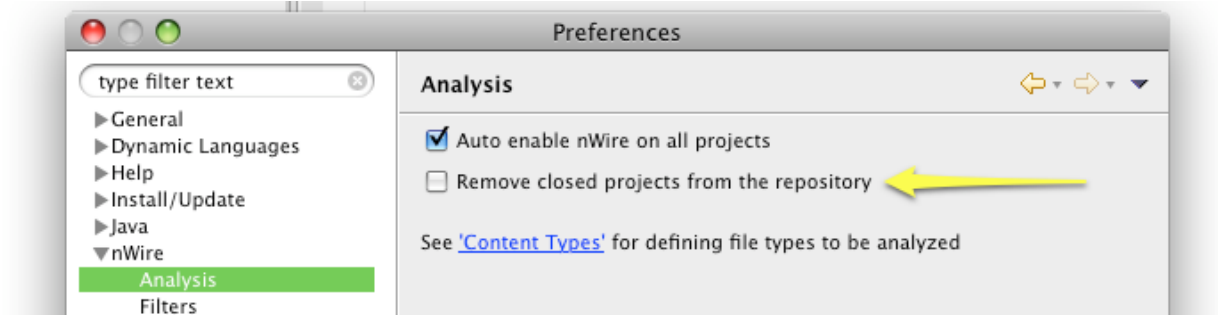 Preferences
type filter text
General
Dynamic Languages
Help
Install/Update
Java
nWire
Analysis
Filters
Analysis
Auto enable nWire on all projects
Remove closed projects from the repository
See 'Content Types' for defining file types to be analyzed